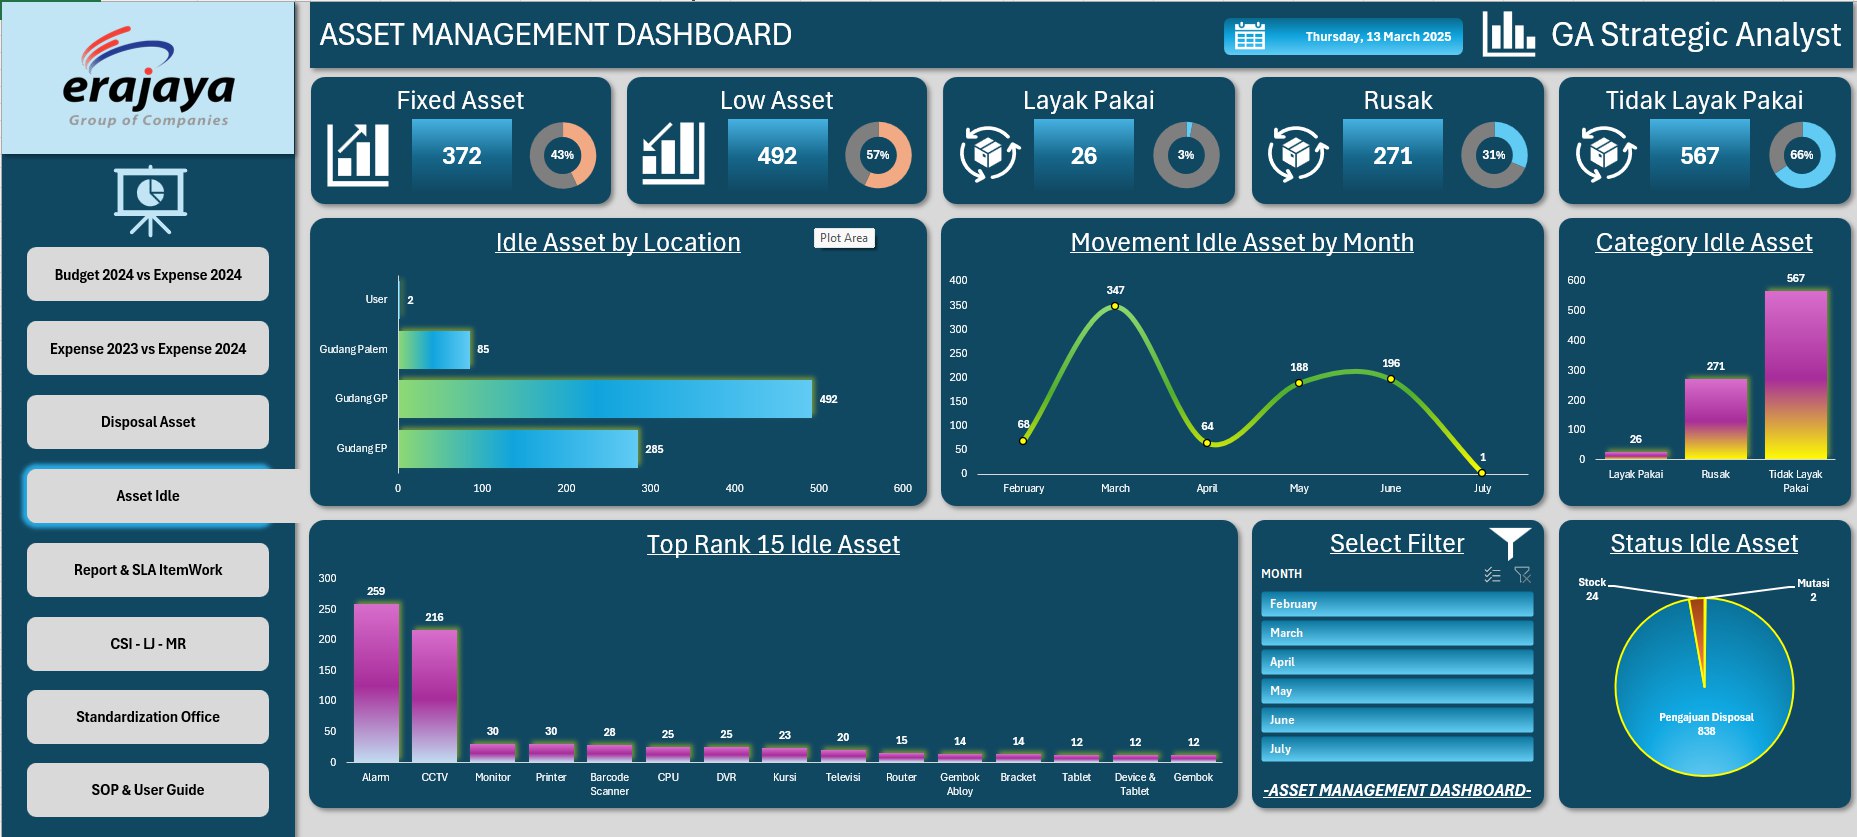 erajaya
Group of Companies
Budget 2024 vs Expense 2024
Expense 2023 vs Expense 2024
Disposal Asset
Asset Idle
Report & SLA ItemWork
CSI - LJ - MR
Standardization Office
SOP & User Guide
ASSET MANAGEMENT DASHBOARD
Thursday, 13 March 2025
GA Strategic Analyst
Fixed Asset
372
43%
Low Asset
492
57%
Layak Pakai
26
3%
Rusak
271
31%
Tidak Layak Pakai
567
66%
Idle Asset by Location
Plot Area
User
2
Gudang Palem
85
Gudang GP
492
Gudang EP
285
0 100 200 300 400 500 600
Movement Idle Asset by Month
400
350
300
250
200
150
100
50
0
68
347
64
188
196
1
February March April May June July
Category Idle Asset
600
500
400
300
200
100
0
26
271
567
Layak Pakai
Rusak
Tidak Layak
Pakai
Top Rank 15 Idle Asset
300
250
200
150
100
50
0
259 216 30 30 28 25 25 23 20 15 14 14 12 12 12
Alarm CCTV Monitor Printer Barcode CPU DVR Kursi Televisi Router Gembok Bracket Tablet Device & Gembok
Scanner Abloy Tablet
Select Filter
MONTH
February
March
April
May
June
July
-ASSET MANAGEMENT DASHBOARD-
Status Idle Asset
Stock
24
Mutasi
2
Pengajuan Disposal
838